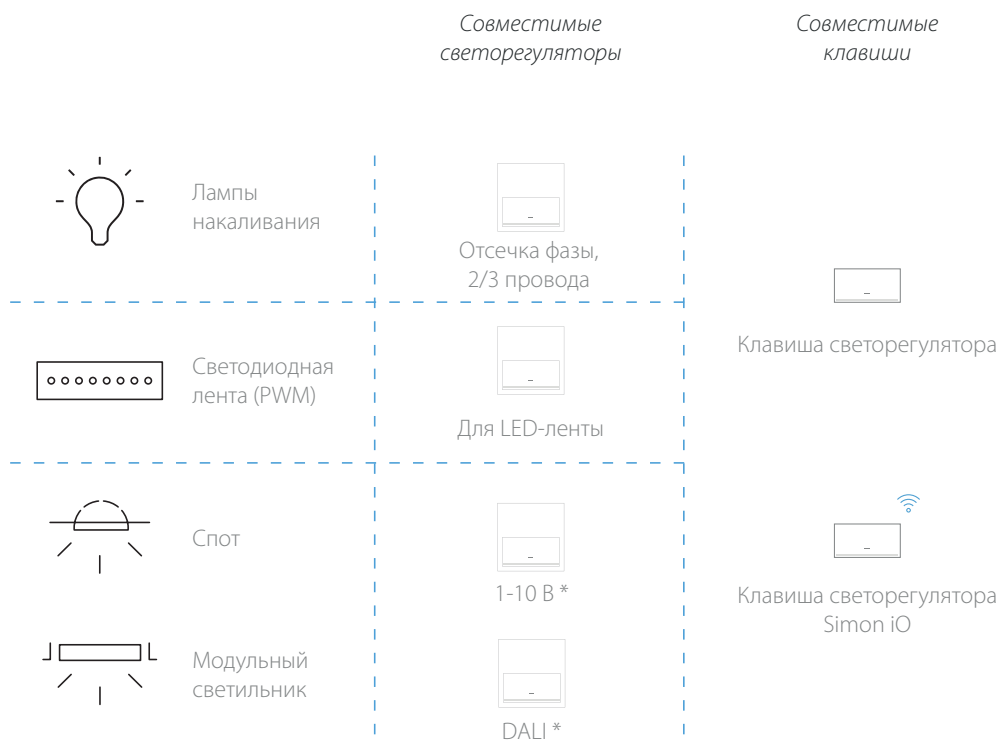 Совместимые
светорегуляторы
Совместимые
клавиши
Лампы
накаливания
Отсечка фазы,
2/3 провода
Светодиодная
лента (PWM)
Для LED-ленты
Клавиша светорегулятора
Спот
1-10 В *
Модульный
светильник
DALI *
Клавиша светорегулятора
Simon iO